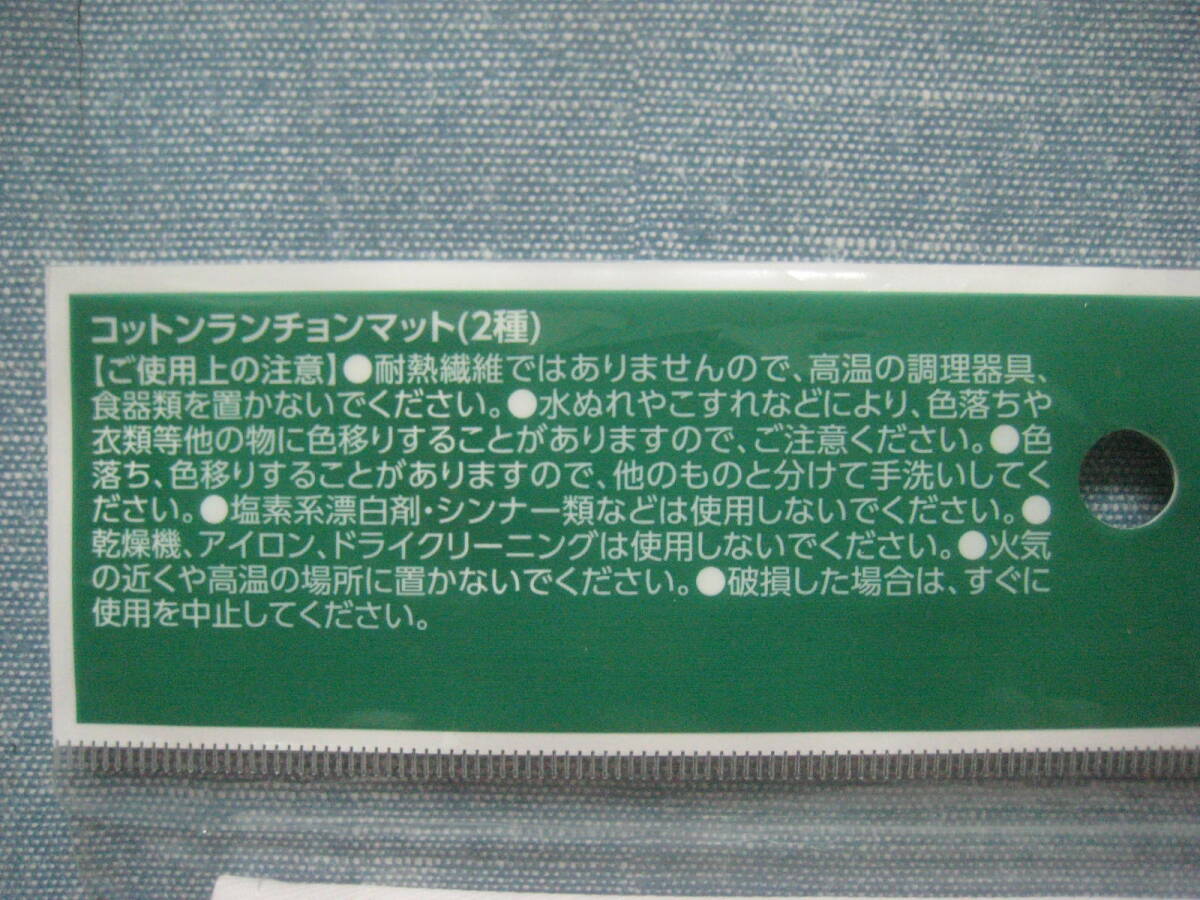 コットンランチョンマット(2種)
【ご使用上の注意】●耐熱繊維ではありませんので、高温の調理器具、
食器類を置かないでください。●水ぬれやこすれなどにより、色落ちや
衣類等他の物に色移りすることがありますので、ご注意ください。●色
落ち、色移りすることがありますので、他のものと分けて手洗いしてく
ださい。●塩素系漂白剤・シンナー類などは使用しないでください。●
乾燥機、アイロン、ドライクリーニングは使用しないでください。●火気
の近くや高温の場所に置かないでください。●破損した場合は、すぐに
使用を中止してください。